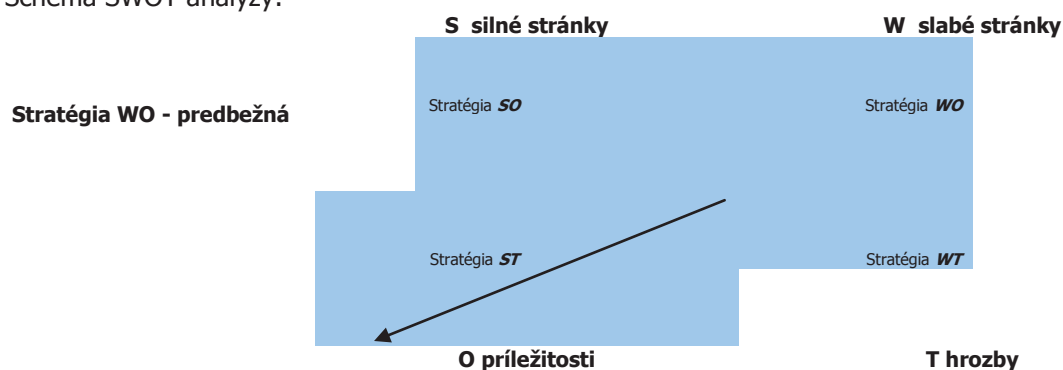 Schéma SWOT analýzy:
S silné stránky W slabé stránky
Stratégia WO - predbežná
Stratégia SO Stratégia WO
Stratégia ST Stratégia WT
O príležitosti T hrozby